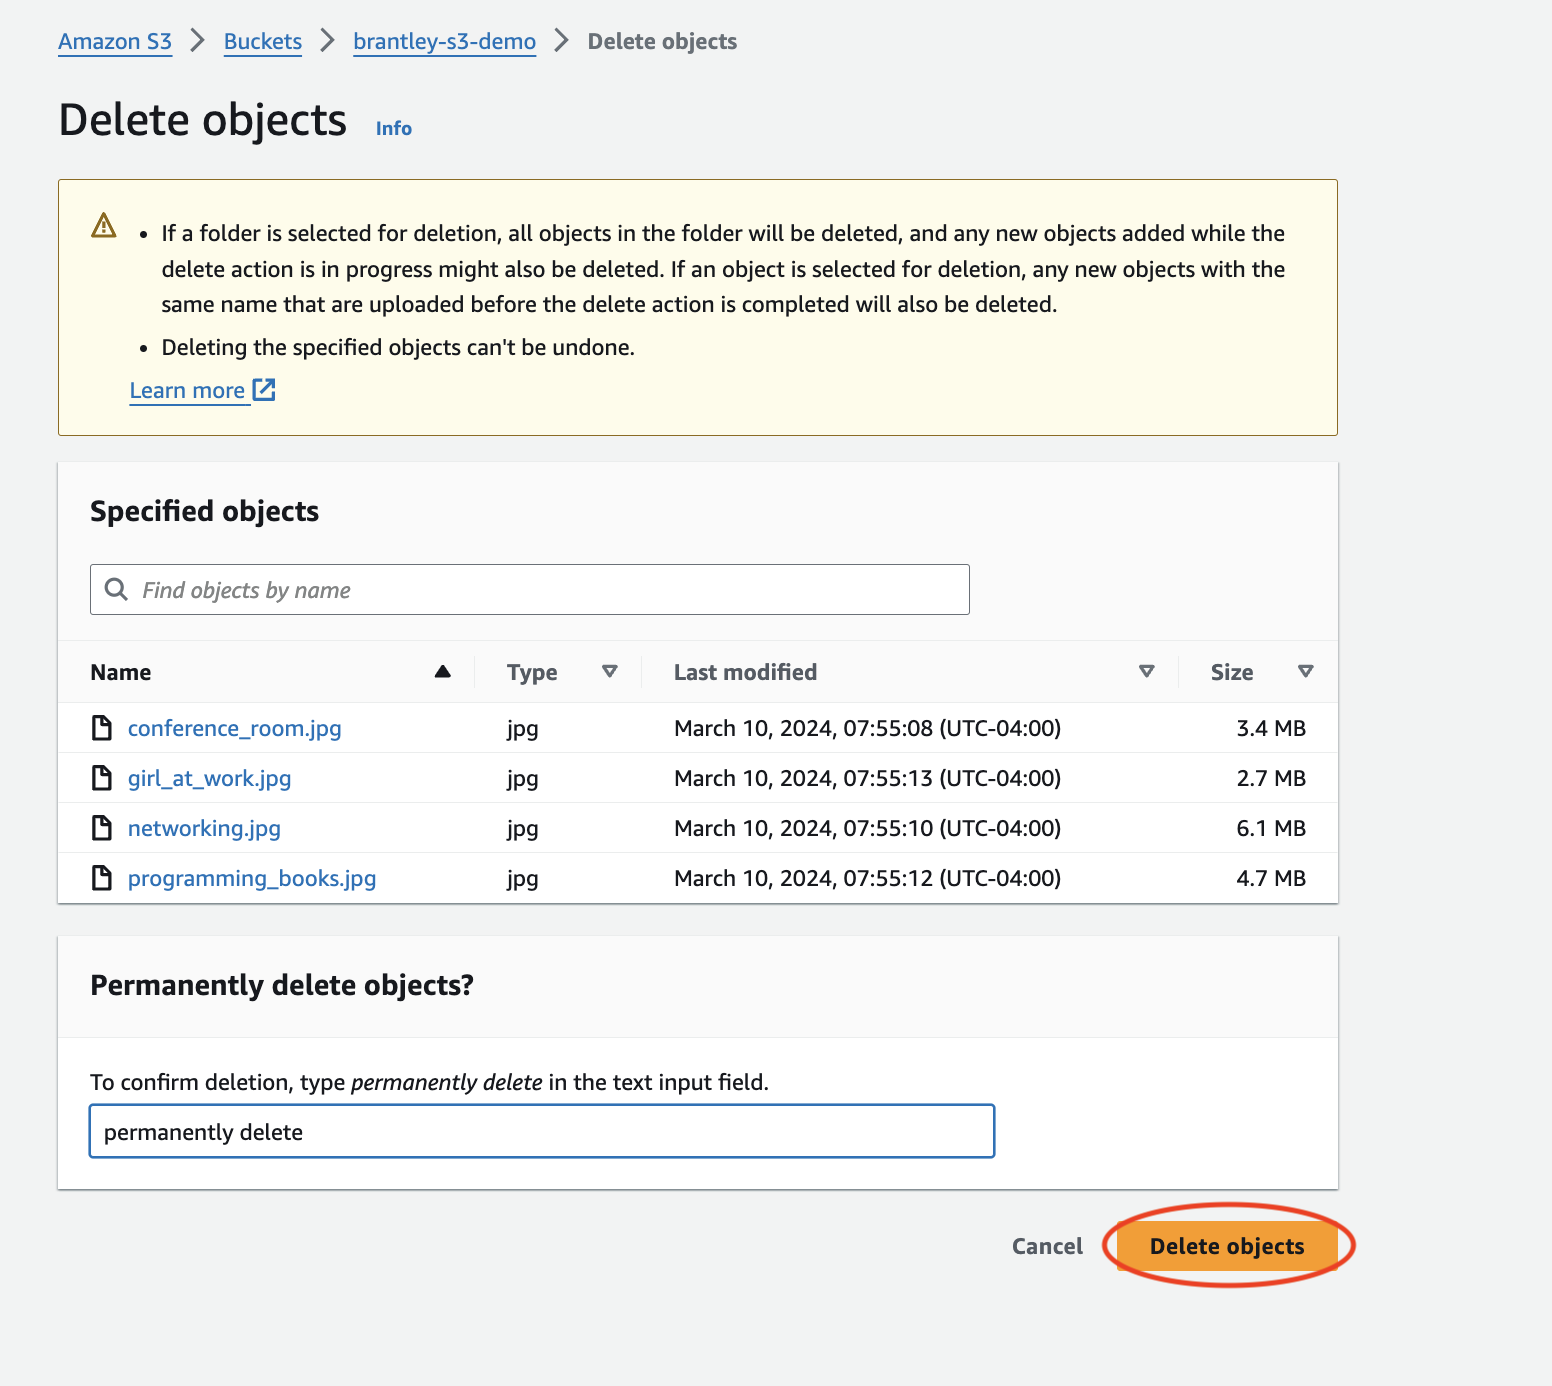 Amazon S3 > Buckets > brantley-s3-demo > Delete objects
Delete objects Info
• If a folder is selected for deletion, all objects in the folder will be deleted, and any new objects added while the
delete action is in progress might also be deleted. If an object is selected for deletion, any new objects with the
same name that are uploaded before the delete action is completed will also be deleted.
• Deleting the specified objects can't be undone.
Learn more
Specified objects
Find objects by name
Name Type Last modified Size
conference_room.jpg jpg March 10, 2024, 07:55:08 (UTC-04:00) 3.4 MB
girl_at_work.jpg jpg March 10, 2024, 07:55:13 (UTC-04:00) 2.7 MB
networking.jpg jpg March 10, 2024, 07:55:10 (UTC-04:00) 6.1 MB
programming_books.jpg jpg March 10, 2024, 07:55:12 (UTC-04:00) 4.7 MB
Permanently delete objects?
To confirm deletion, type permanently delete in the text input field.
permanently delete
Cancel Delete objects